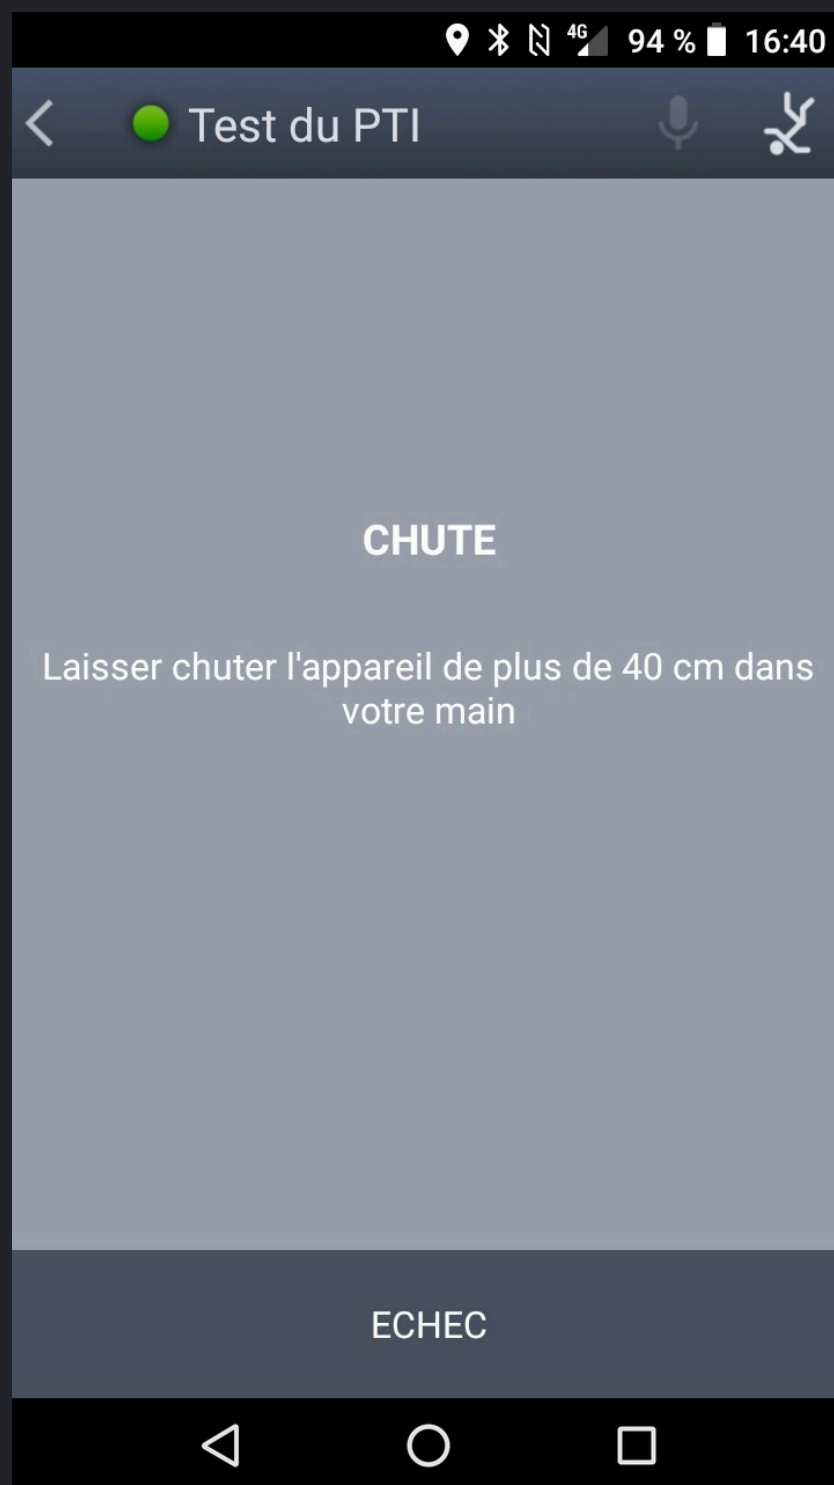 4G 94 % 16:40
Test du PTI
CHUTE
Laisser chuter l'appareil de plus de 40 cm dans
votre main
ECHEC